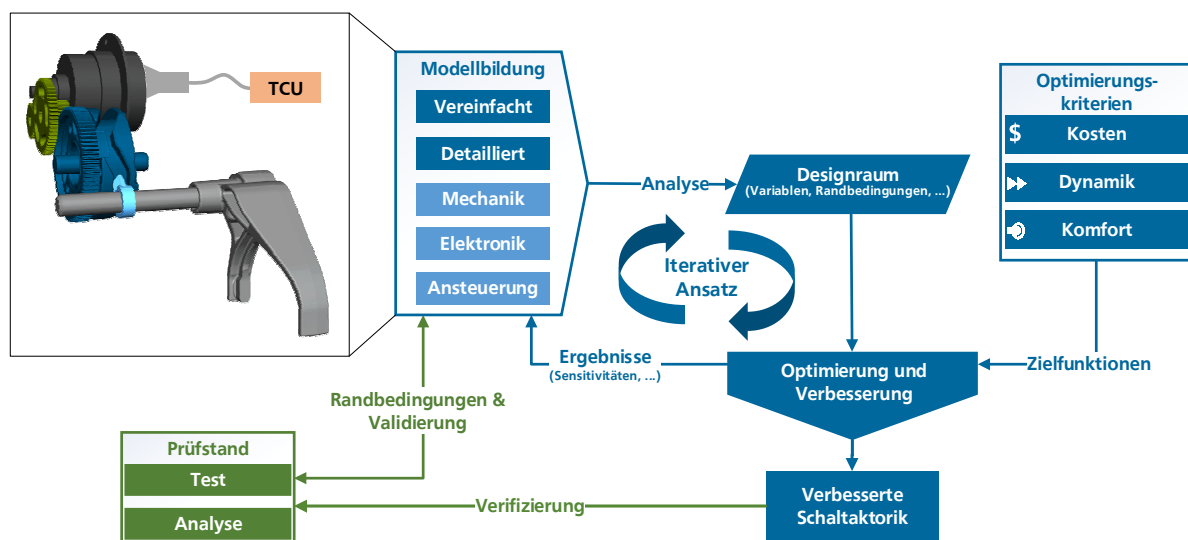 TCU
Modellbildung
Vereinfacht
Detailliert
Mechanik
Elektronik
Ansteuerung
Analyse
Designraum
(Variablen, Randbedingungen, ...)
Optimierungs-
kriterien
$
Kosten
Dynamik
Komfort
Iterativer
Ansatz
Ergebnisse
(Sensitivitäten, ...)
Optimierung und
Verbesserung
Zielfunktionen
Randbedingungen &
Validierung
Prüfstand
Test
Analyse
Verifizierung
Verbesserte
Schaltaktorik